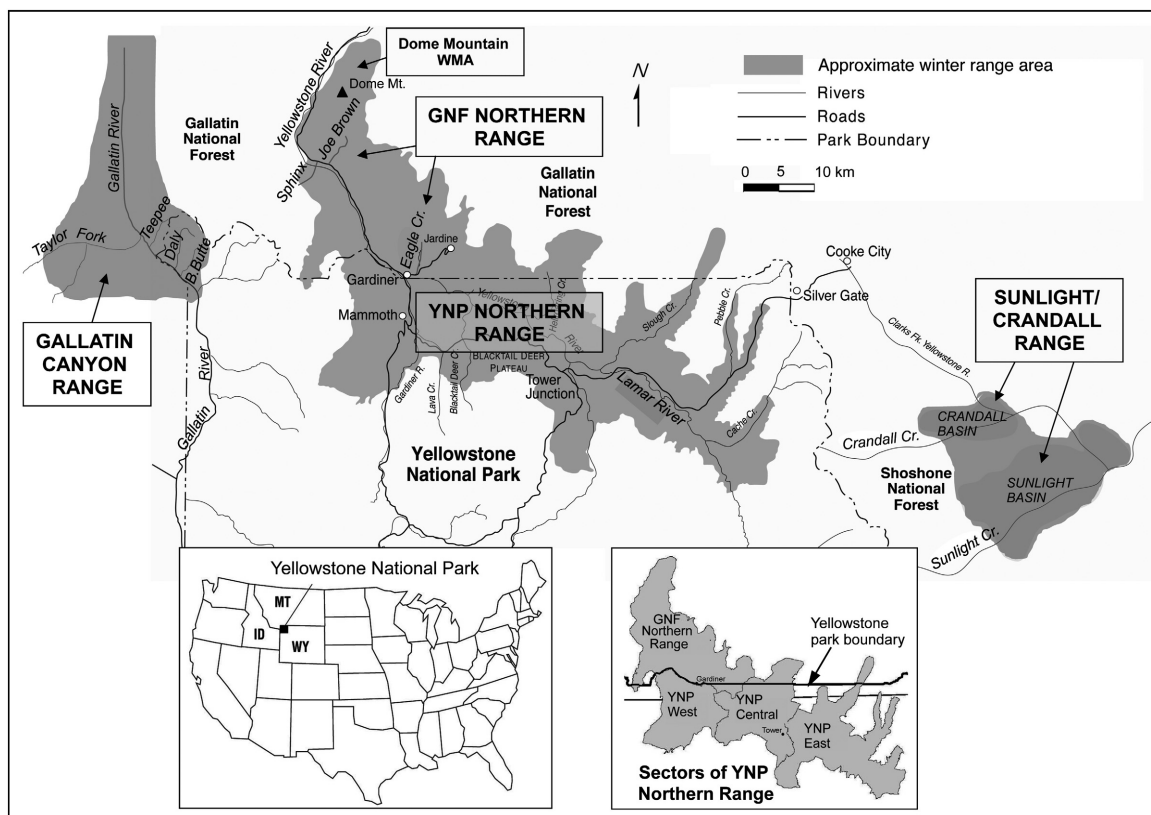 Dome Mountain
WMA
Yellowstone River
Dome Mt.
N
Approximate winter range area
Rivers
Roads
Park Boundary
0 5 10 km
Gallatin River
Gallatin
National
Forest
Joe Brown
GNF NORTHERN
RANGE
Sphinx
Gallatin
National
Forest
Teepee
Taylor Fork
Daly
B.Butte
Eagle Cr.
Jardine
Gardiner
Cooke City
Silver Gate
Mammoth
YNP NORTHERN
RANGE
Yellowstone
River
Slough Cr.
Pebble Cr.
SUNLIGHT/
CRANDALL
RANGE
GALLATIN
CANYON
RANGE
Clarks Fk. Yellowstone R.
BLACKTAIL DEER
PLATEAU
Tower
Junction
Gardiner R.
Lava Cr.
Blacktail Deer Cr.
Lamar River
Cache Cr.
Gallatin River
CRANDALL
BASIN
Crandall Cr.
Yellowstone
National Park
Shoshone
National
Forest
SUNLIGHT
BASIN
Sunlight Cr.
Yellowstone National Park
MT
ID
WY
GNF
Northern
Range
Yellowstone
park boundary
Gardiner
YNP
West
YNP
Central
Tower
YNP
East
Sectors of YNP
Northern Range